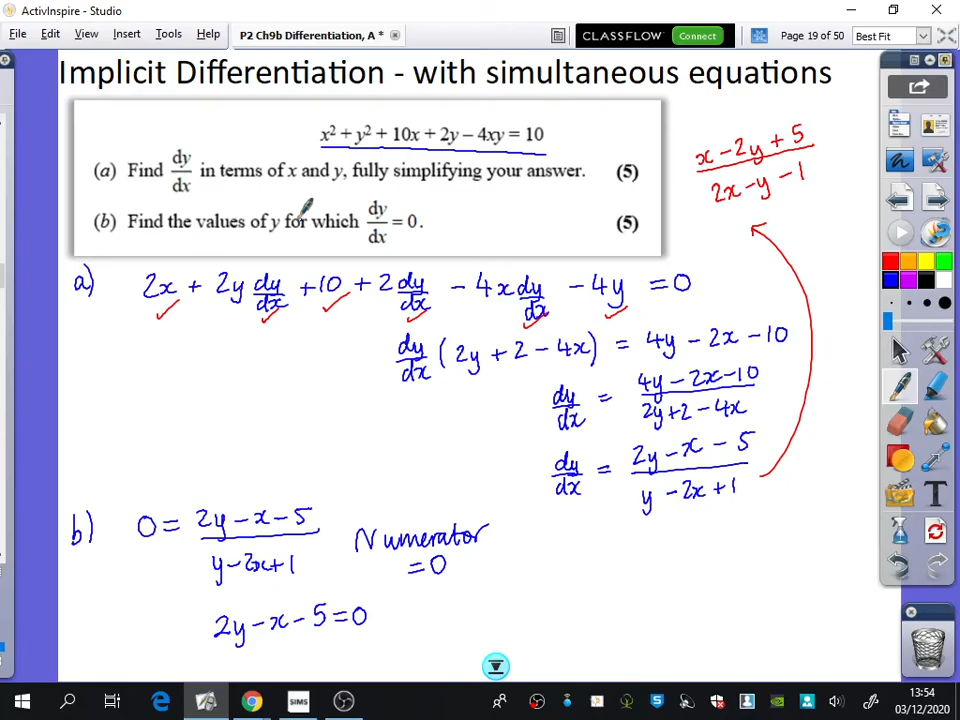 ActivInspire - Studio
File Edit View Insert Tools Help
P2 Ch9b Differentiation, A *
CLASSFLOW Connect
Page 19 of 50
Best Fit
Implicit Differentiation - with simultaneous equations
x² + y² + 10x + 2y – 4xy = 10
(a) Find dy/dx in terms of x and y, fully simplifying your answer. (5)
(b) Find the values of y for which dy/dx = 0. (5)
x - 2y + 5 / 2x - y - 1
a) 2x + 2y dy/dx + 10 + 2 dy/dx - 4x dy/dx - 4y = 0
dy/dx (2y + 2 - 4x) = 4y - 2x - 10
dy/dx = 4y - 2x - 10 / 2y + 2 - 4x
dy/dx = 2y - x - 5 / y - 2x + 1
b) 0 = 2y - x - 5 / y - 2x + 1
Numerator
= 0
2y - x - 5 = 0
SIMS
13:54
03/12/2020